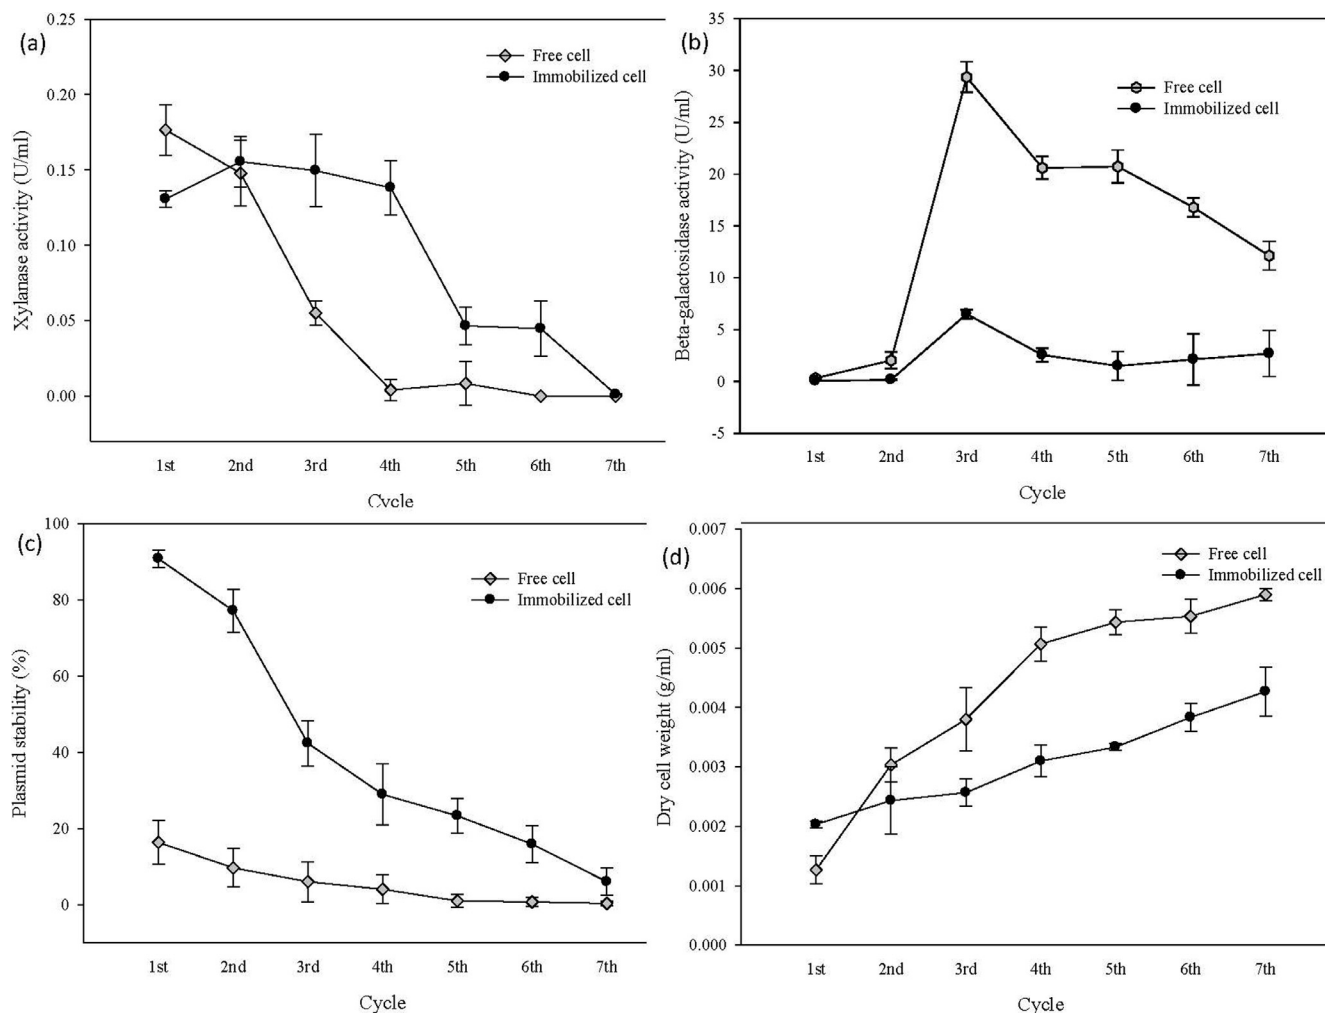 (a)
Xylanase activity (U/ml)
0.25
0.20
0.15
0.10
0.05
0.00
Free cell
Immobilized cell
1st 2nd 3rd 4th 5th 6th 7th
Cycle
(b)
Beta-galactosidase activity (U/ml)
35
30
25
20
15
10
5
0
-5
Free cell
Immobilized cell
1st 2nd 3rd 4th 5th 6th 7th
Cycle
(c)
Plasmid stability (%)
100
80
60
40
20
0
Free cell
Immobilized cell
1st 2nd 3rd 4th 5th 6th 7th
Cycle
(d)
Dry cell weight (g/ml)
0.007
0.006
0.005
0.004
0.003
0.002
0.001
0.000
Free cell
Immobilized cell
1st 2nd 3rd 4th 5th 6th 7th
Cycle